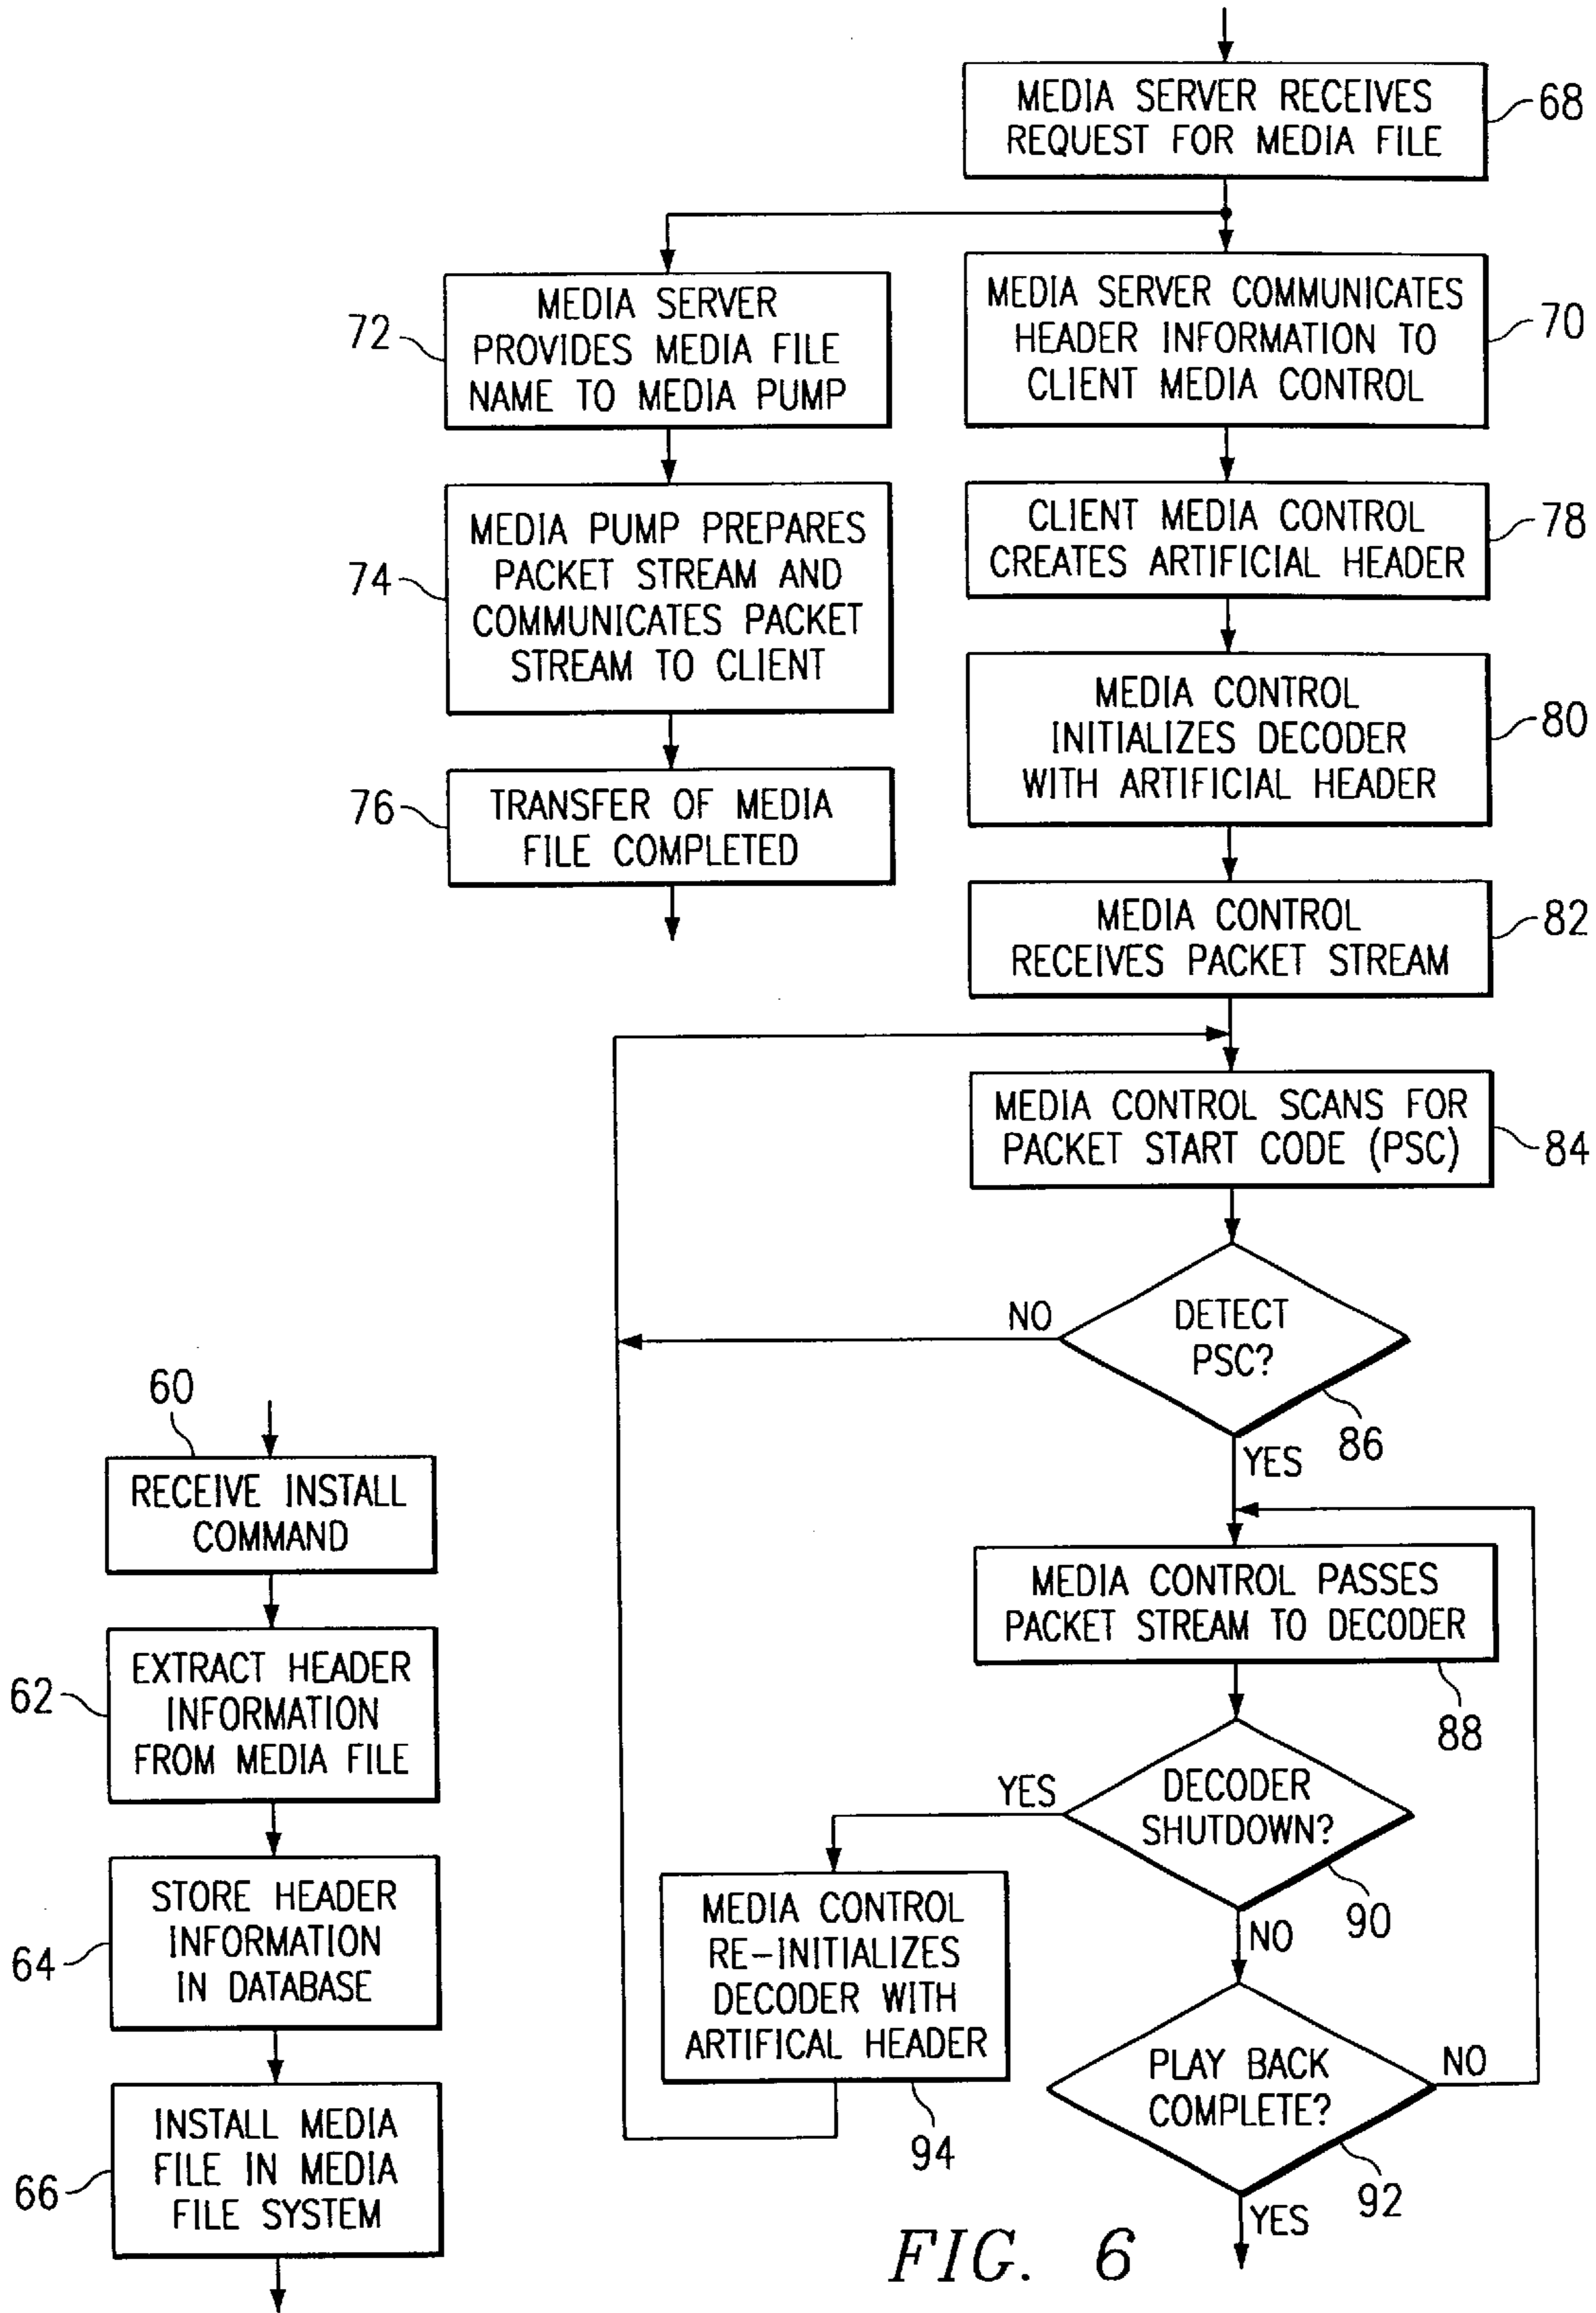 MEDIA SERVER RECEIVES
REQUEST FOR MEDIA FILE
68
MEDIA SERVER
PROVIDES MEDIA FILE
NAME TO MEDIA PUMP
72
MEDIA SERVER COMMUNICATES
HEADER INFORMATION TO
CLIENT MEDIA CONTROL
70
MEDIA PUMP PREPARES
PACKET STREAM AND
COMMUNICATES PACKET
STREAM TO CLIENT
74
CLIENT MEDIA CONTROL
CREATES ARTIFICIAL HEADER
78
MEDIA CONTROL
INITIALIZES DECODER
WITH ARTIFICIAL HEADER
80
TRANSFER OF MEDIA
FILE COMPLETED
76
MEDIA CONTROL
RECEIVES PACKET STREAM
82
MEDIA CONTROL SCANS FOR
PACKET START CODE (PSC)
84
DETECT
PSC?
NO
86
YES
MEDIA CONTROL PASSES
PACKET STREAM TO DECODER
88
DECODER
SHUTDOWN?
YES
90
NO
MEDIA CONTROL
RE-INITIALIZES
DECODER WITH
ARTIFICAL HEADER
94
PLAY BACK
COMPLETE?
NO
92
YES
60
RECEIVE INSTALL
COMMAND
62
EXTRACT HEADER
INFORMATION
FROM MEDIA FILE
64
STORE HEADER
INFORMATION
IN DATABASE
66
INSTALL MEDIA
FILE IN MEDIA
FILE SYSTEM
FIG. 6